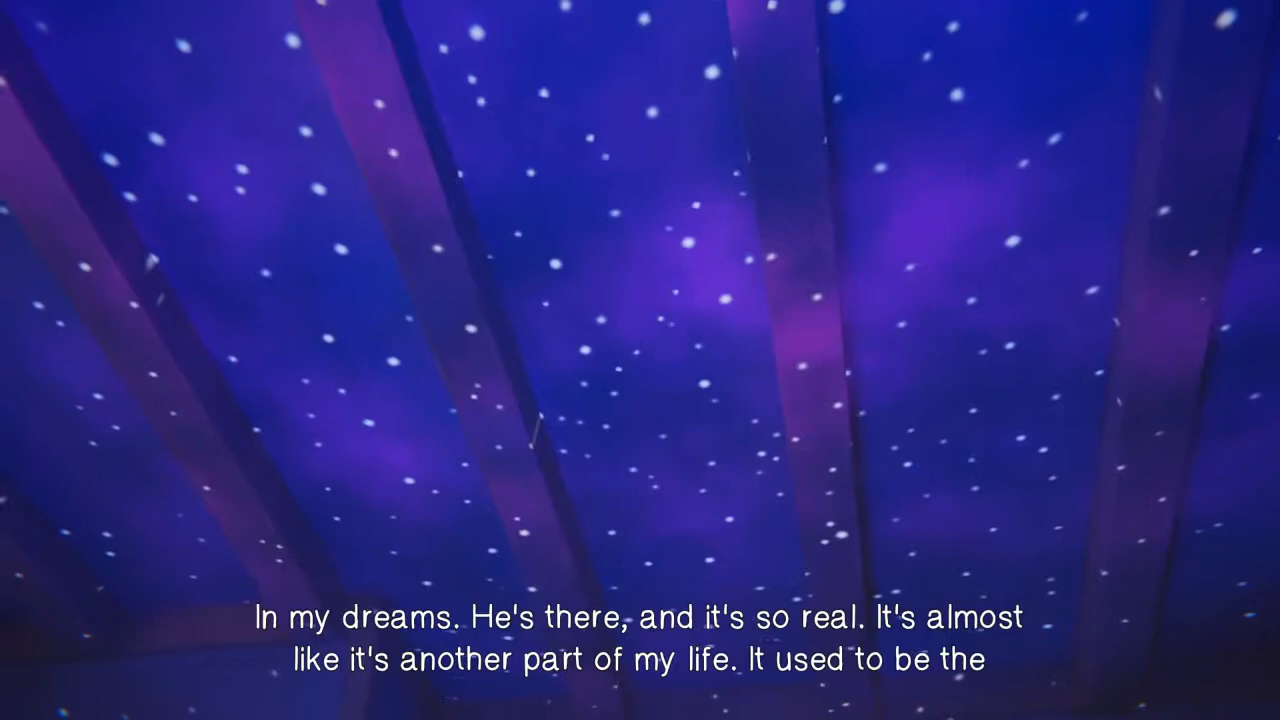 In my dreams. He's there, and it's so real. It's almost
like it's another part of my life. It used to be the